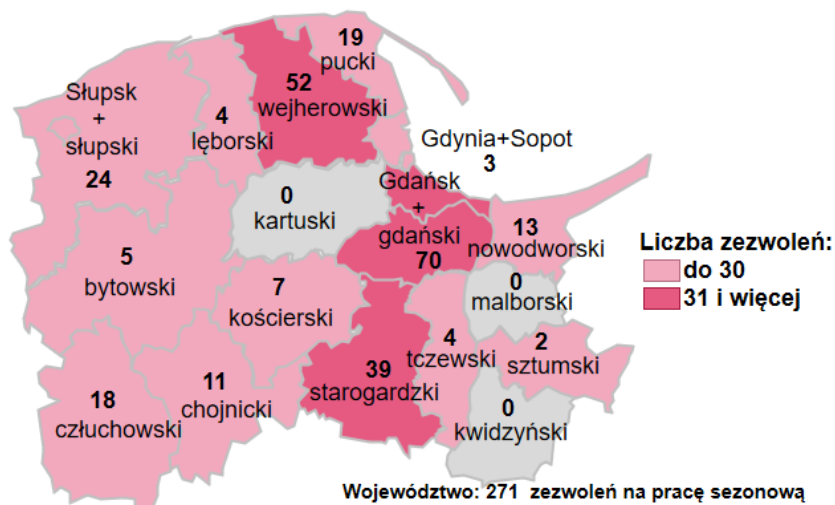 19
pucki
52
wejherowski
Słupsk
+
słupski
24
4
lęborski
Gdynia+Sopot
3
0
kartuski
Gdańsk
+
gdański
70
13
nowodworski
Liczba zezwoleń:
do 30
31 i więcej
5
bytowski
7
kościerski
0
malborski
4
tczewski
2
sztumski
39
starogardzki
11
chojnicki
18
człuchowski
0
kwidzyński
Województwo: 271 zezwoleń na pracę sezonową